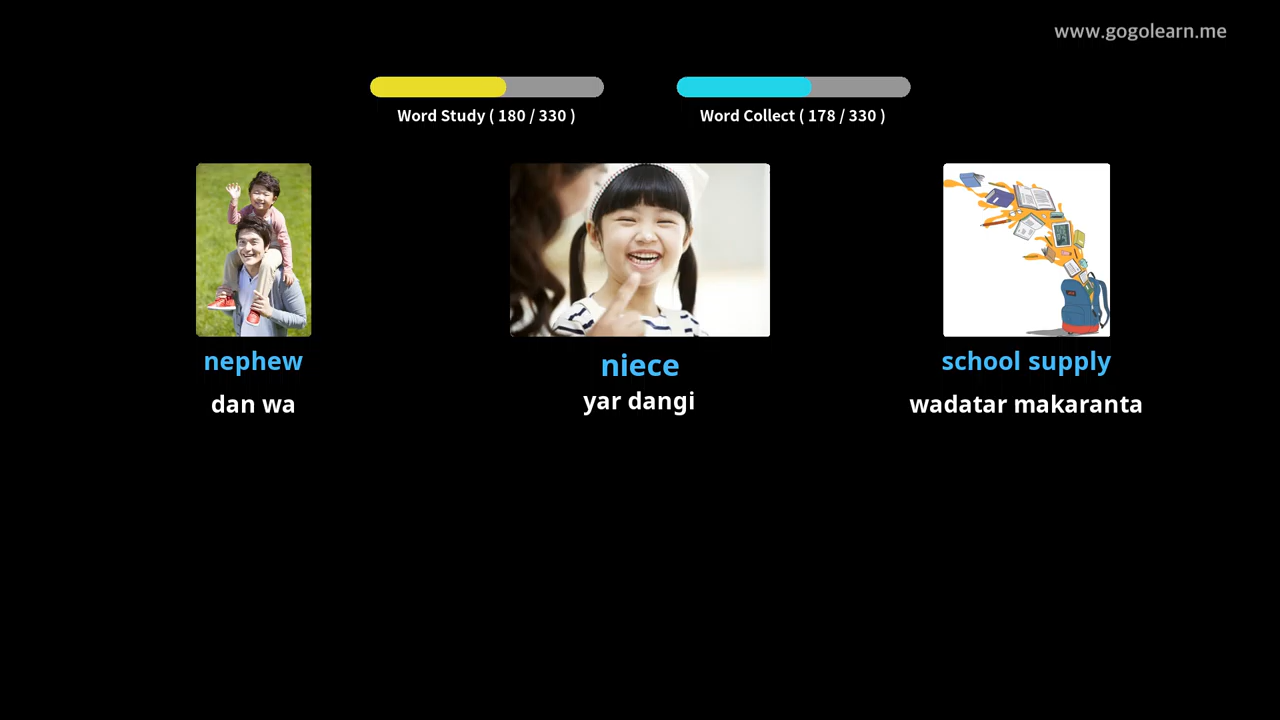 www.gogolearn.me
Word Study ( 180 / 330 )
Word Collect ( 178 / 330 )
nephew
niece
school supply
dan wa
yar dangi
wadatar makaranta